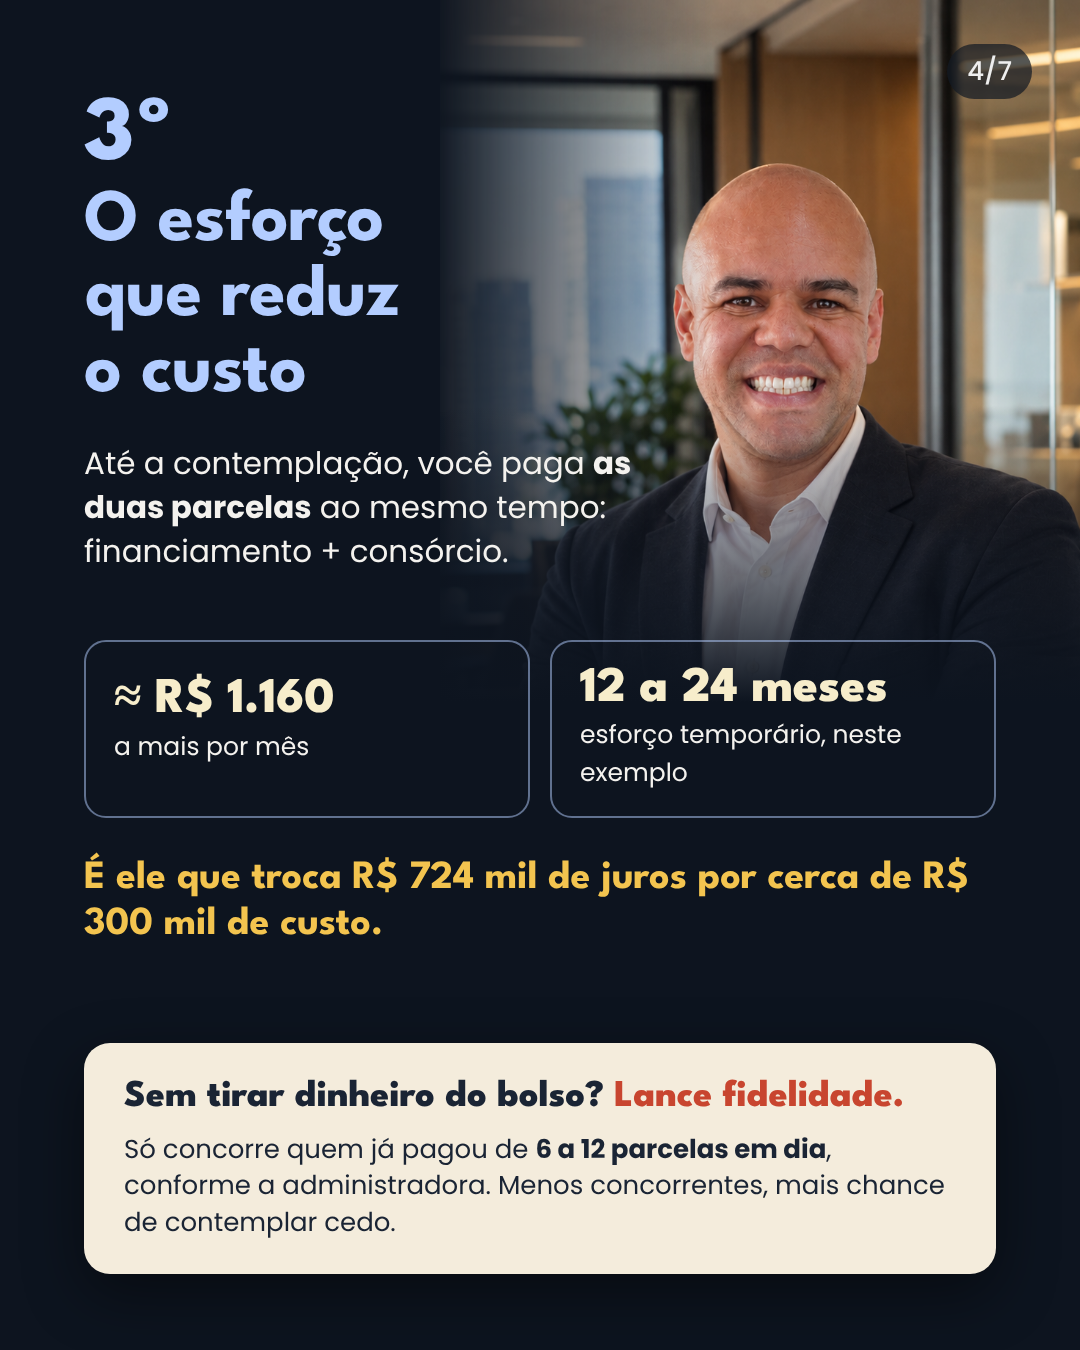 4/7
3º
O esforço
que reduz
o custo
Até a contemplação, você paga as
duas parcelas ao mesmo tempo:
financiamento + consórcio.
≈ R$ 1.160
a mais por mês
12 a 24 meses
esforço temporário, neste
exemplo
É ele que troca R$ 724 mil de juros por cerca de R$
300 mil de custo.
Sem tirar dinheiro do bolso? Lance fidelidade.
Só concorre quem já pagou de 6 a 12 parcelas em dia,
conforme a administradora. Menos concorrentes, mais chance
de contemplar cedo.